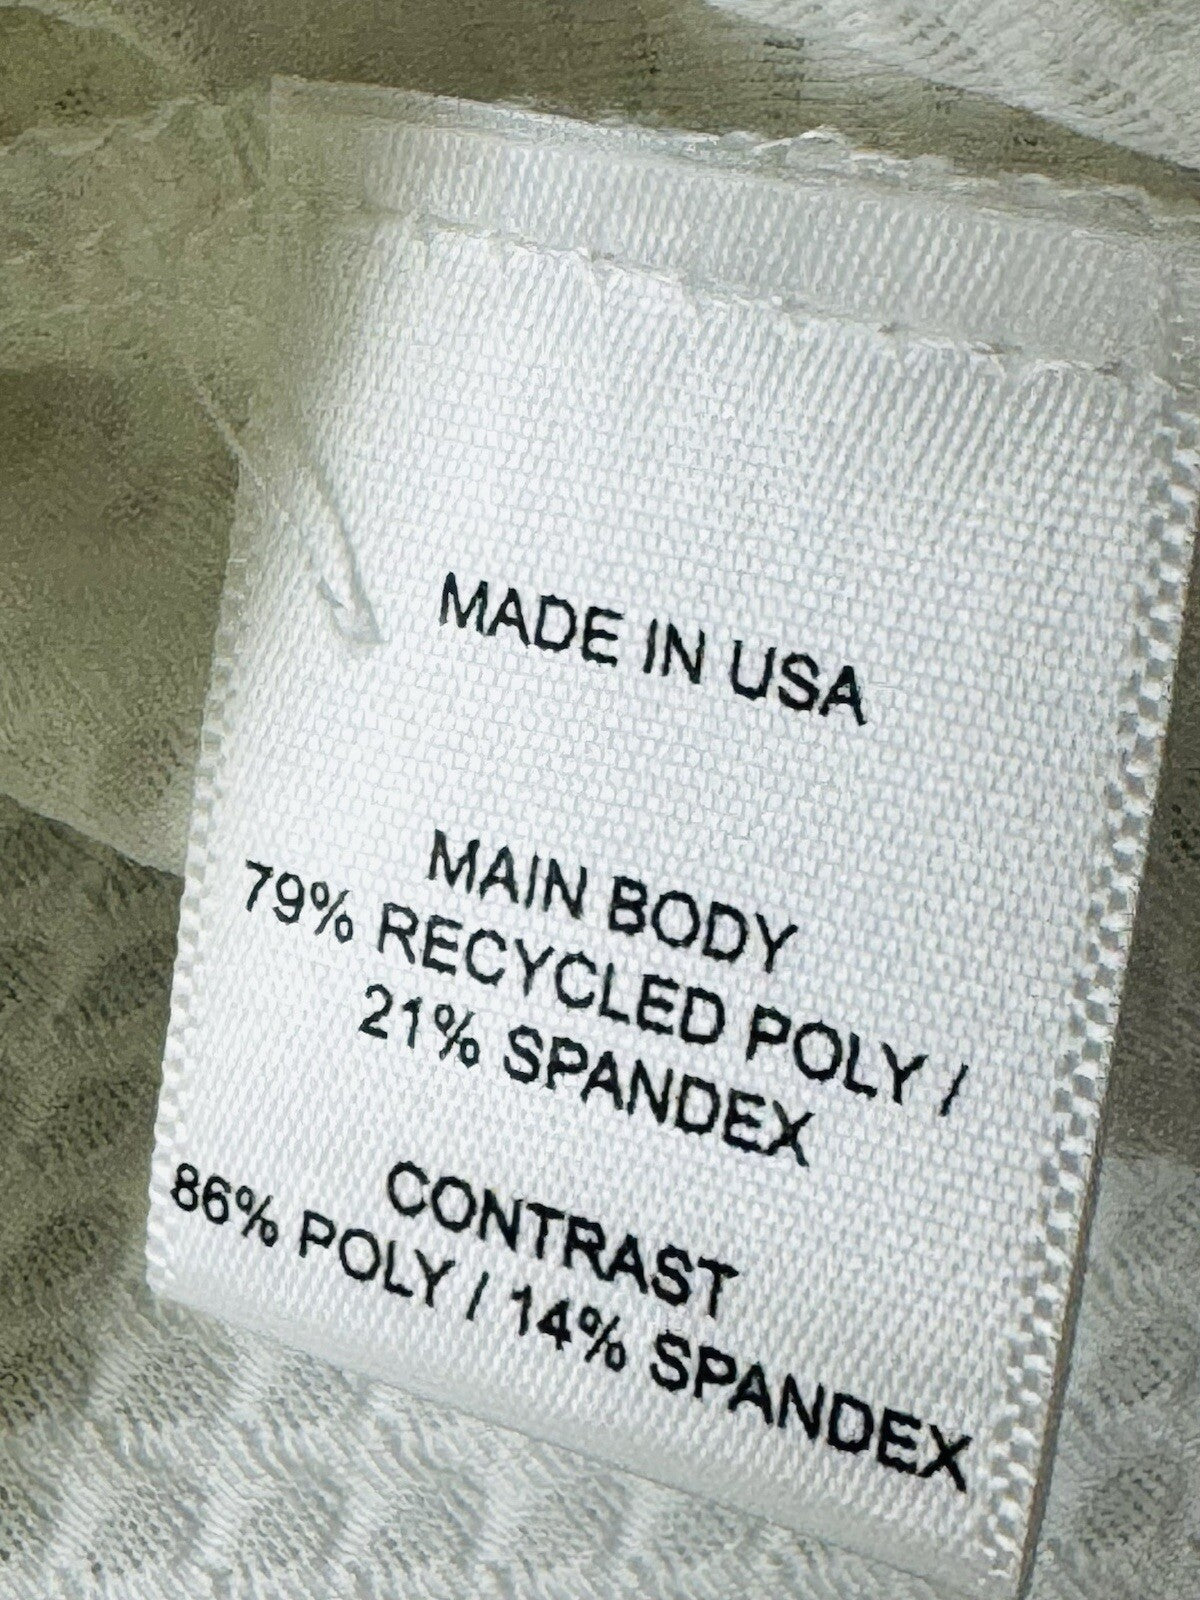 MADE IN USA
MAIN BODY
79% RECYCLED POLY /
21% SPANDEX
CONTRAST
86% POLY / 14% SPANDEX